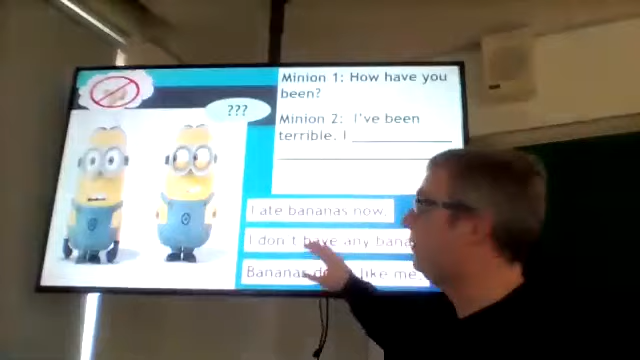 ???
Minion 1: How have you
been?
Minion 2: I've been
terrible. I
I ate bananas now.
I don't have any
Bananas like me